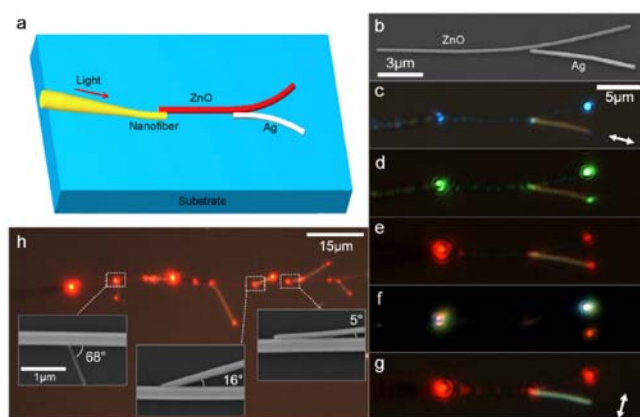 a
Light
ZnO
Nanofiber
Ag
Substrate
b
ZnO
Ag
3μm
c
5μm
d
e
f
g
h
15μm
68°
1μm
16°
5°